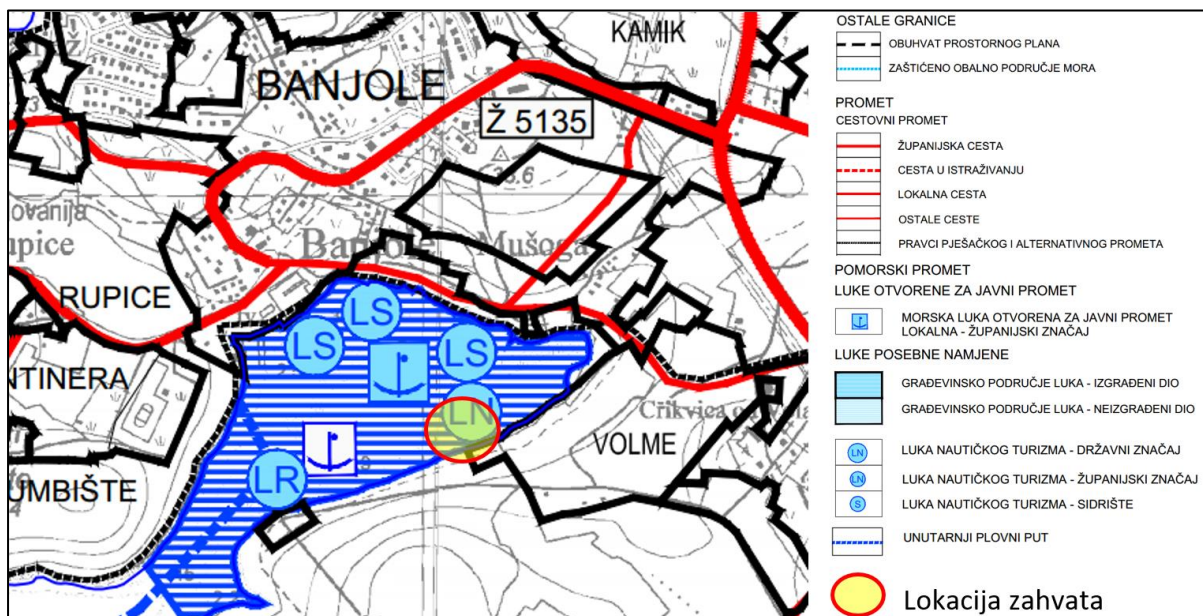 KAMIK
BANJOLE
Ž 5135
Banjole
Mušoga
RUPICE
LS
LS
LS
LN
LR
NTINERA
UMBIŠTE
VOLME
OSTALE GRANICE
OBUHVAT PROSTORNOG PLANA
ZAŠTIĆENO OBALNO PODRUČJE MORA
PROMET
CESTOVNI PROMET
ŽUPANIJSKA CESTA
CESTA U ISTRAŽIVANJU
LOKALNA CESTA
OSTALE CESTE
PRAVCI PJEŠAČKOG I ALTERNATIVNOG PROMETA
POMORSKI PROMET
LUKE OTVORENE ZA JAVNI PROMET
MORSKA LUKA OTVORENA ZA JAVNI PROMET
LOKALNA - ŽUPANIJSKI ZNAČAJ
LUKE POSEBNE NAMJENE
GRAĐEVINSKO PODRUČJE LUKA - IZGRAĐENI DIO
GRAĐEVINSKO PODRUČJE LUKA - NEIZGRAĐENI DIO
LN LUKA NAUTIČKOG TURIZMA - DRŽAVNI ZNAČAJ
LN LUKA NAUTIČKOG TURIZMA - ŽUPANIJSKI ZNAČAJ
S LUKA NAUTIČKOG TURIZMA - SIDRIŠTE
UNUTARNJI PLOVNI PUT
Lokacija zahvata